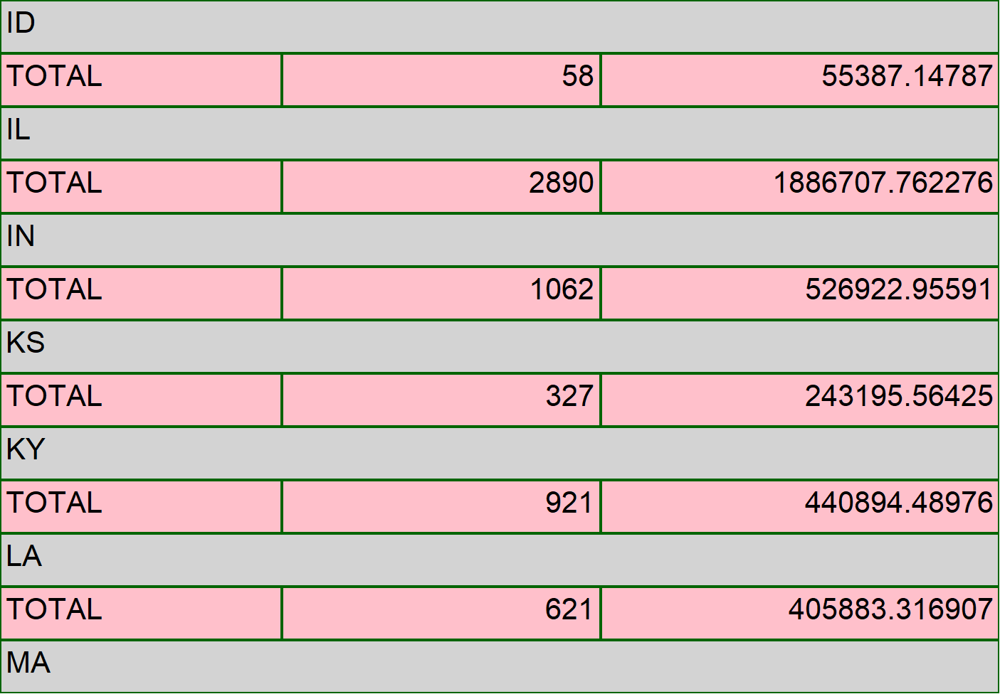 ID
TOTAL 58 55387.14787
IL
TOTAL 2890 1886707.762276
IN
TOTAL 1062 526922.95591
KS
TOTAL 327 243195.56425
KY
TOTAL 921 440894.48976
LA
TOTAL 621 405883.316907
MA